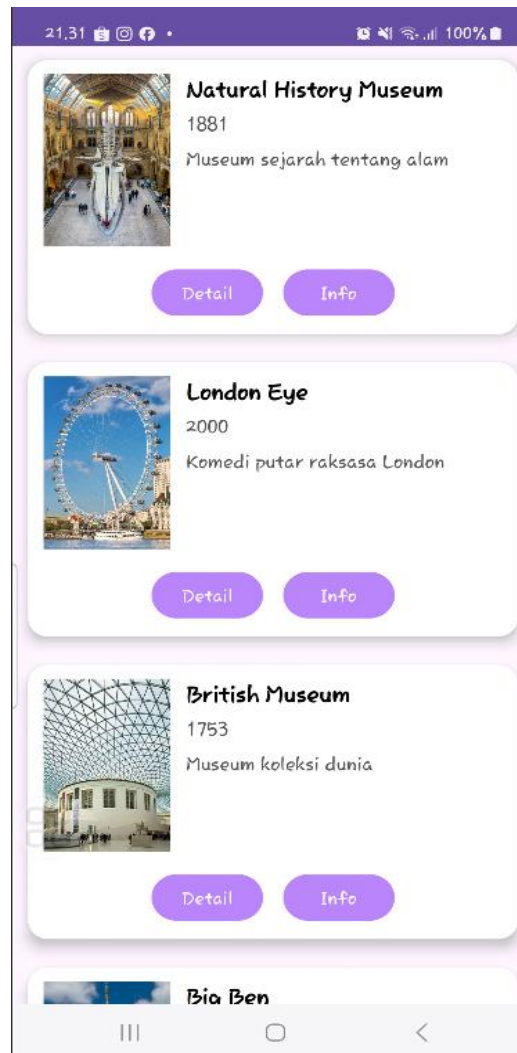 21.31
100%
Natural History Museum
1881
Museum sejarah tentang alam
Detail Info
London Eye
2000
Komedi putar raksasa London
Detail Info
British Museum
1753
Museum koleksi dunia
Detail Info
Big Ben